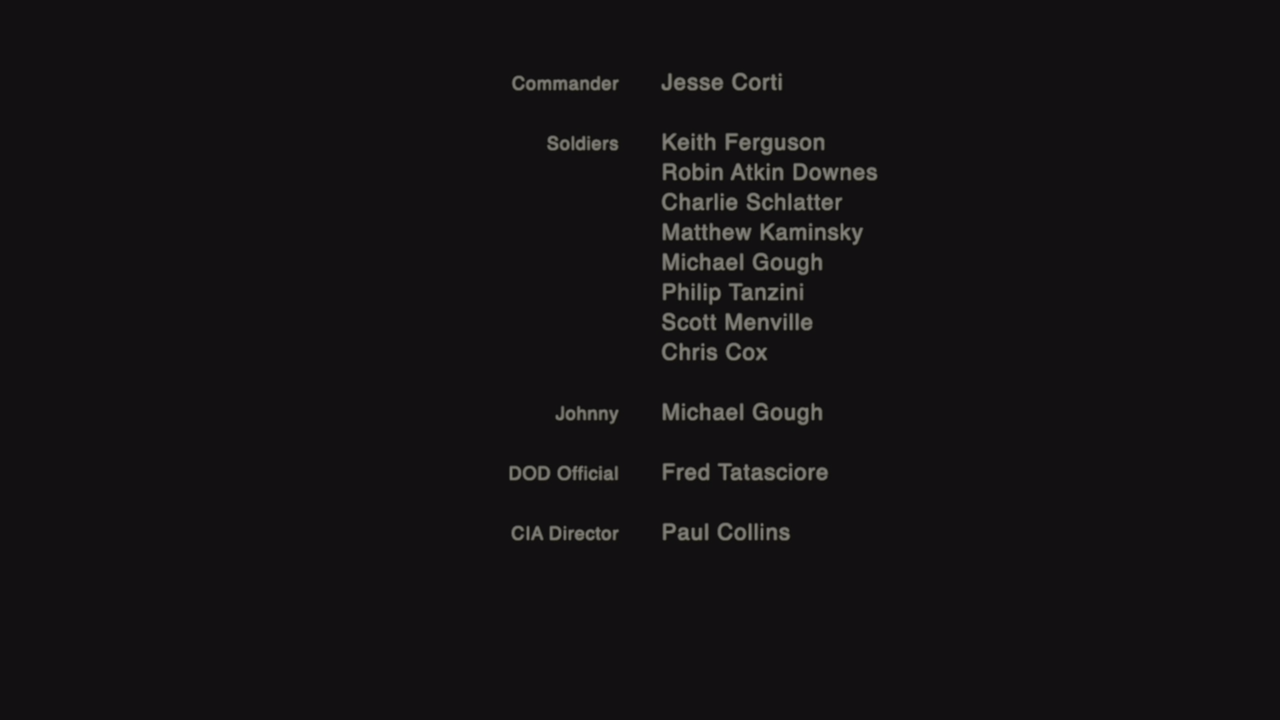 Commander Jesse Corti
Soldiers Keith Ferguson
Robin Atkin Downes
Charlie Schlatter
Matthew Kaminsky
Michael Gough
Philip Tanzini
Scott Menville
Chris Cox
Johnny Michael Gough
DOD Official Fred Tatasciore
CIA Director Paul Collins